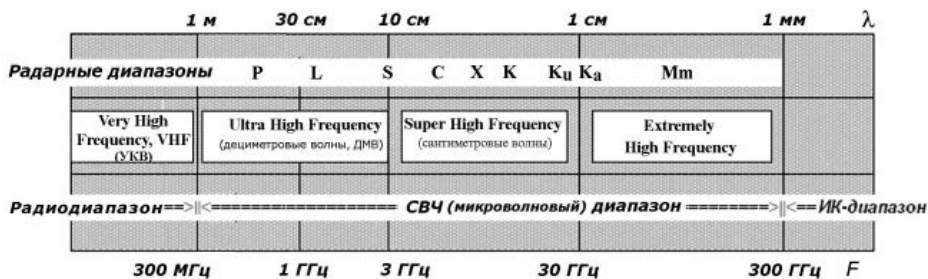 1 м 30 см 10 см 1 см 1 мм λ
Радарные диапазоны P L S C X K Ku Ka Mm
Very High
Frequency, VHF
(УКВ)
Ultra High Frequency
(дециметровые волны, ДМВ)
Super High Frequency
(сантиметровые волны)
Extremely
High Frequency
Радиодиапазон ==>||<================ СВЧ (микроволновый) диапазон ========>||<==ИК-диапазон
300 МГц 1 ГГц 3 ГГц 30 ГГц 300 ГГц F